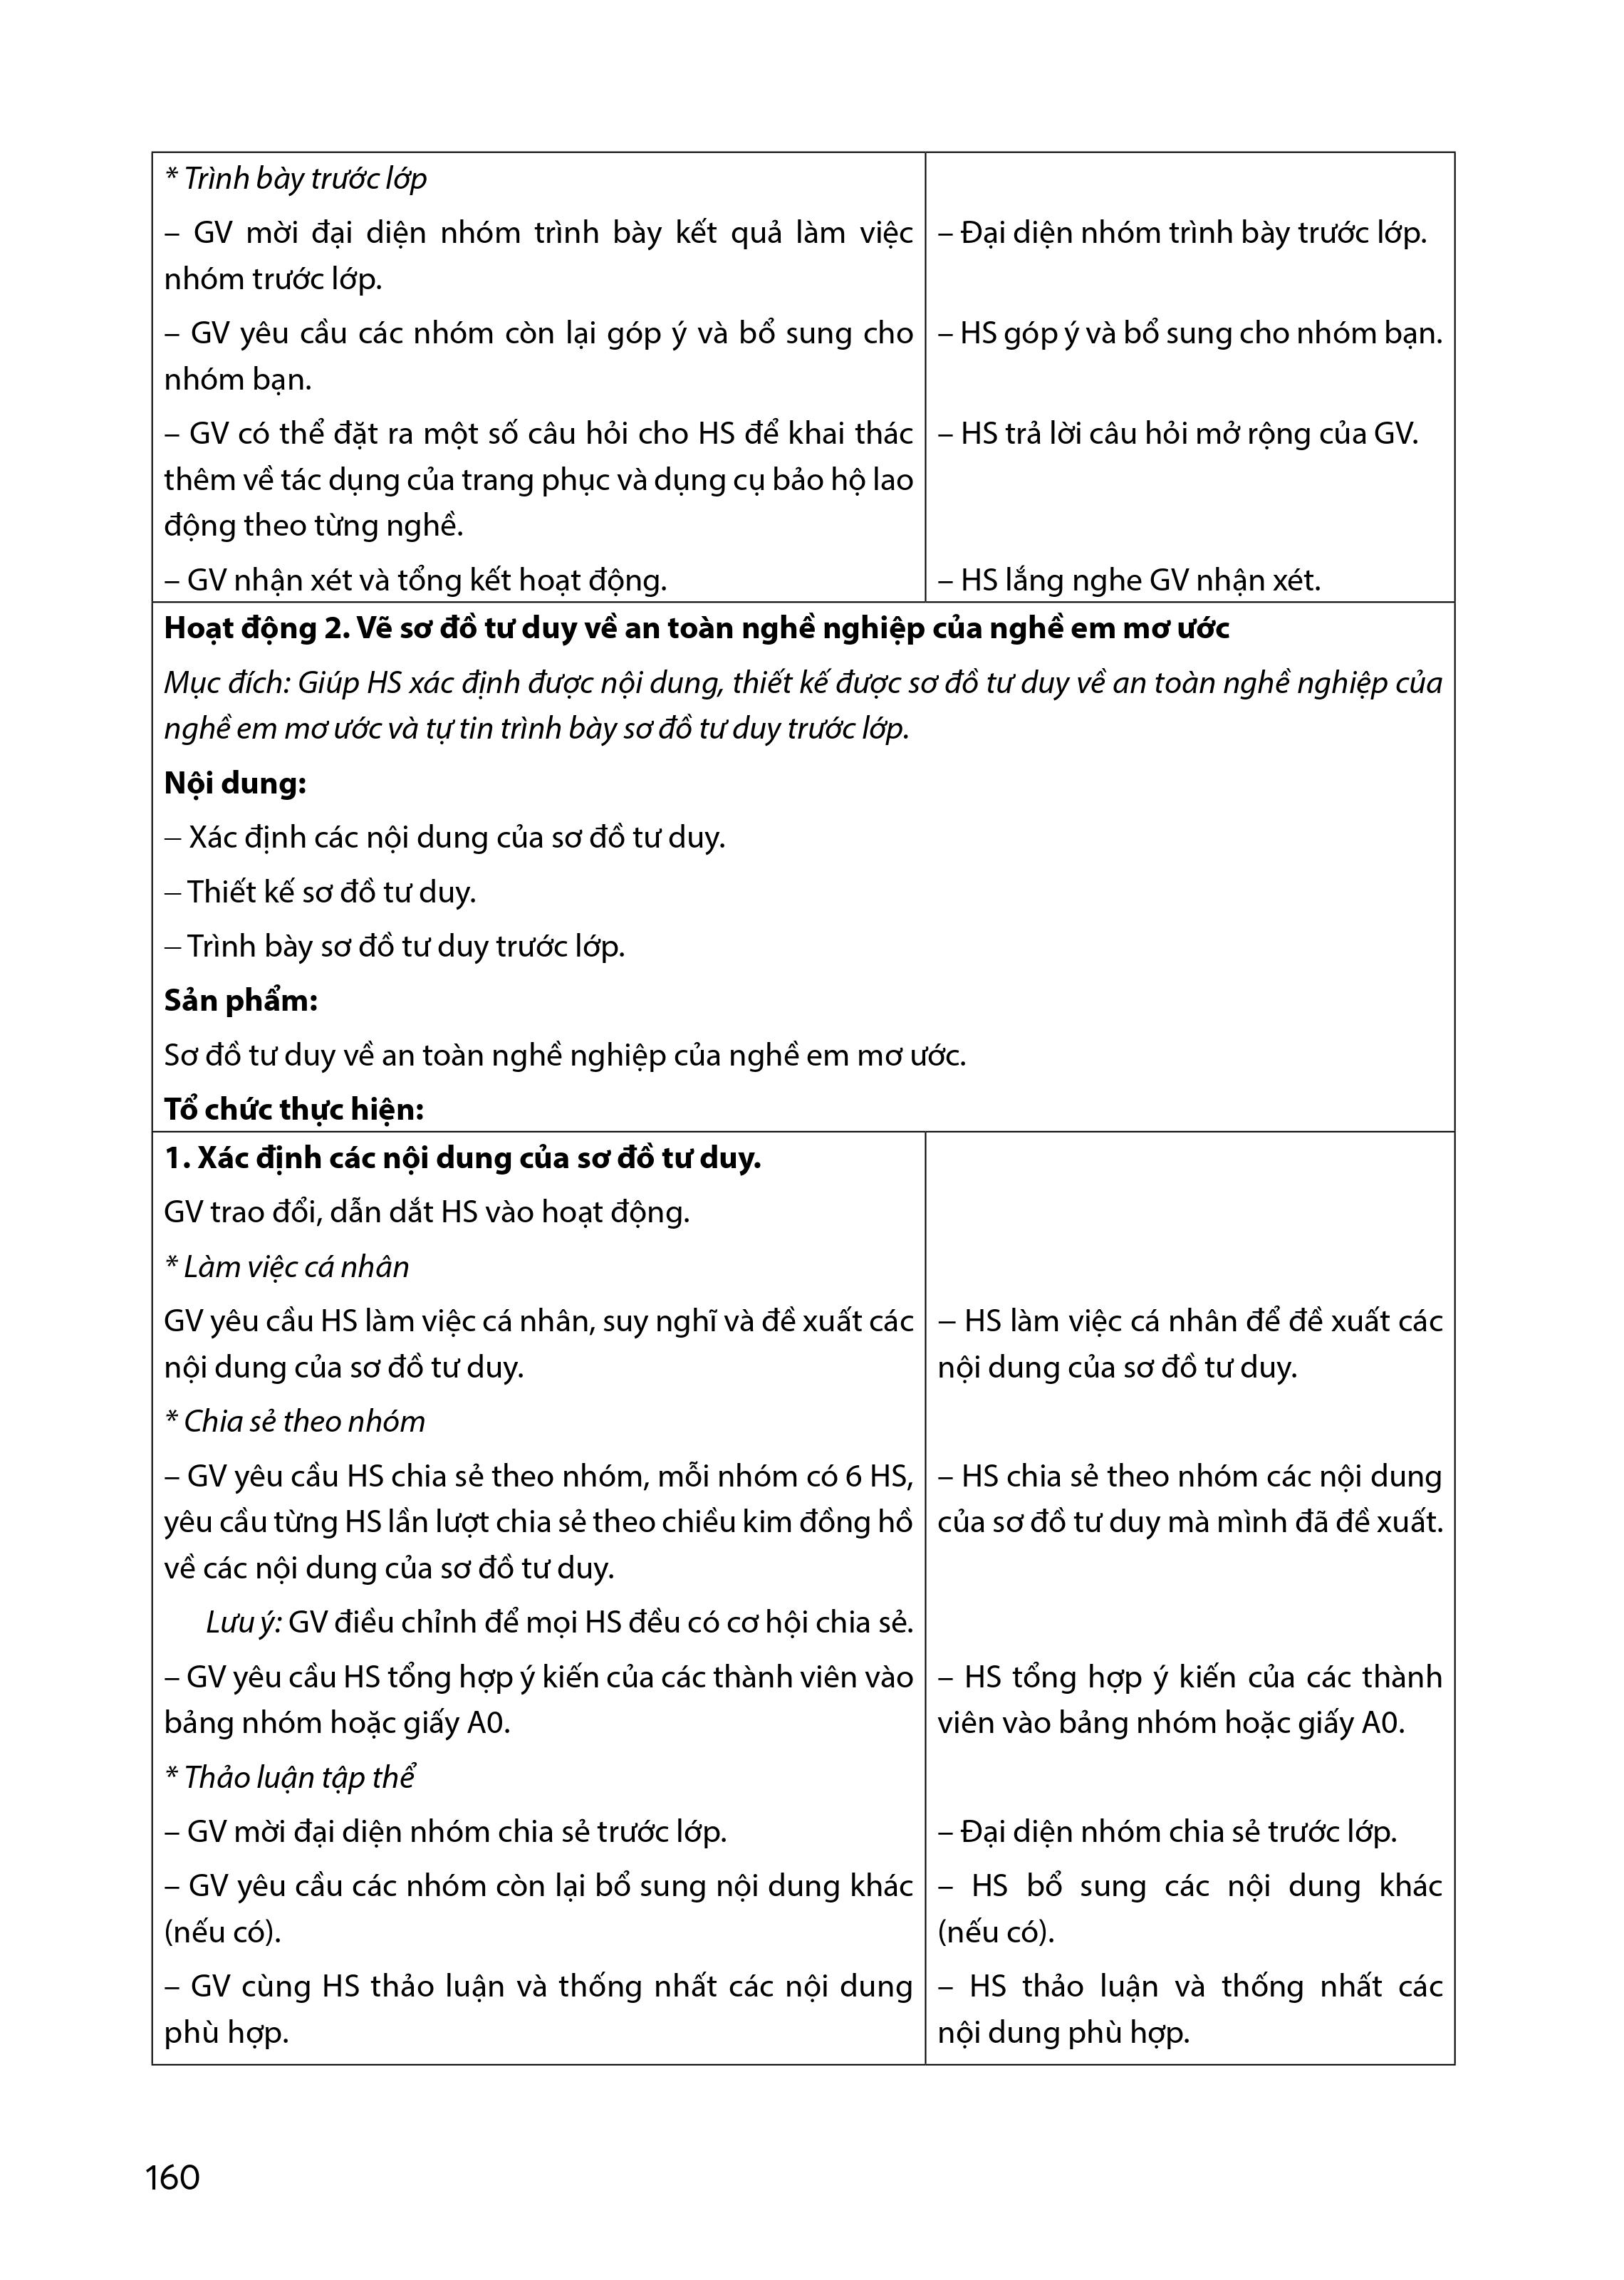 * Trình bày trước lớp
– GV mời đại diện nhóm trình bày kết quả làm việc
nhóm trước lớp.
– Đại diện nhóm trình bày trước lớp.
– GV yêu cầu các nhóm còn lại góp ý và bổ sung cho
nhóm bạn.
– HS góp ý và bổ sung cho nhóm bạn.
– GV có thể đặt ra một số câu hỏi cho HS để khai thác
thêm về tác dụng của trang phục và dụng cụ bảo hộ lao
động theo từng nghề.
– HS trả lời câu hỏi mở rộng của GV.
– GV nhận xét và tổng kết hoạt động.
– HS lắng nghe GV nhận xét.
Hoạt động 2. Vẽ sơ đồ tư duy về an toàn nghề nghiệp của nghề em mơ ước
Mục đích: Giúp HS xác định được nội dung, thiết kế được sơ đồ tư duy về an toàn nghề nghiệp của
nghề em mơ ước và tự tin trình bày sơ đồ tư duy trước lớp.
Nội dung:
– Xác định các nội dung của sơ đồ tư duy.
– Thiết kế sơ đồ tư duy.
– Trình bày sơ đồ tư duy trước lớp.
Sản phẩm:
Sơ đồ tư duy về an toàn nghề nghiệp của nghề em mơ ước.
Tổ chức thực hiện:
1. Xác định các nội dung của sơ đồ tư duy.
GV trao đổi, dẫn dắt HS vào hoạt động.
* Làm việc cá nhân
GV yêu cầu HS làm việc cá nhân, suy nghĩ và đề xuất các
nội dung của sơ đồ tư duy.
– HS làm việc cá nhân để đề xuất các
nội dung của sơ đồ tư duy.
* Chia sẻ theo nhóm
– GV yêu cầu HS chia sẻ theo nhóm, mỗi nhóm có 6 HS,
yêu cầu từng HS lần lượt chia sẻ theo chiều kim đồng hồ
về các nội dung của sơ đồ tư duy.
– HS chia sẻ theo nhóm các nội dung
của sơ đồ tư duy mà mình đã đề xuất.
Lưu ý: GV điều chỉnh để mọi HS đều có cơ hội chia sẻ.
– GV yêu cầu HS tổng hợp ý kiến của các thành viên vào
bảng nhóm hoặc giấy A0.
– HS tổng hợp ý kiến của các thành
viên vào bảng nhóm hoặc giấy A0.
* Thảo luận tập thể
– GV mời đại diện nhóm chia sẻ trước lớp.
– Đại diện nhóm chia sẻ trước lớp.
– GV yêu cầu các nhóm còn lại bổ sung nội dung khác
(nếu có).
– HS bổ sung các nội dung khác
(nếu có).
– GV cùng HS thảo luận và thống nhất các nội dung
phù hợp.
– HS thảo luận và thống nhất các
nội dung phù hợp.
160